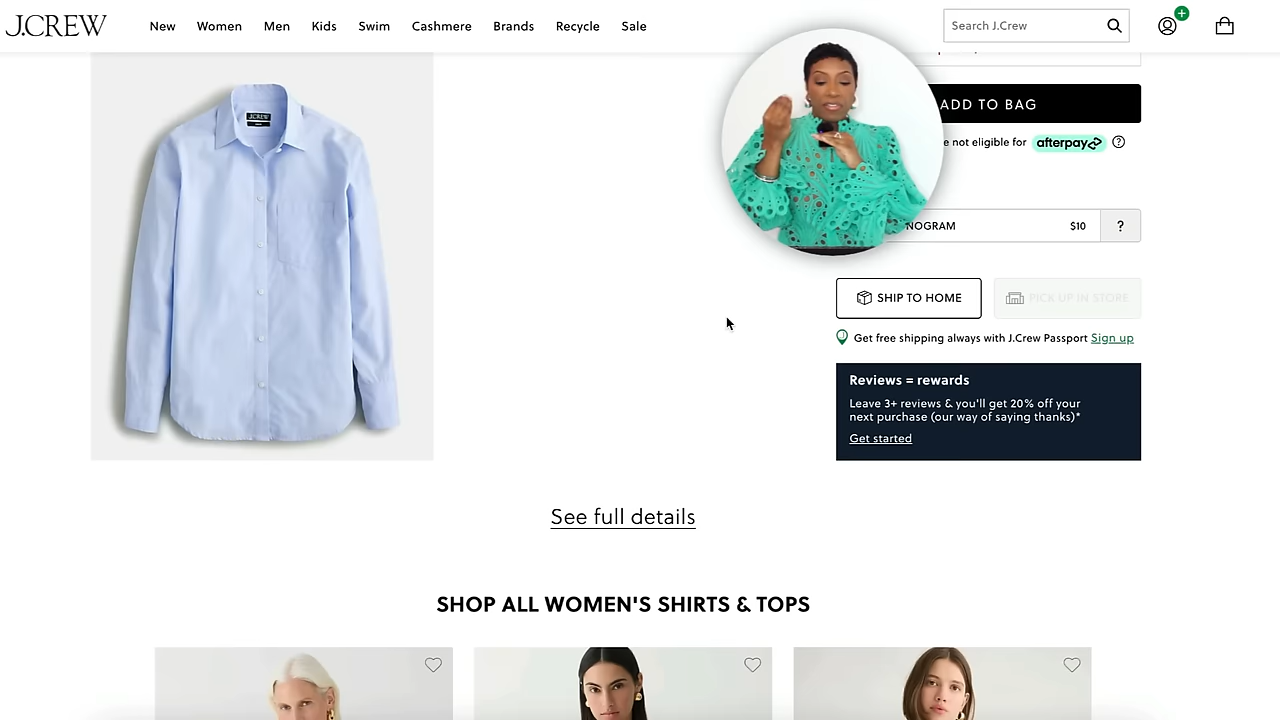 J.CREW
New Women Men Kids Swim Cashmere Brands Recycle Sale
Search J.Crew
+
J.CREW
ADD TO BAG
not eligible for afterpay ?
$10 ?
SHIP TO HOME
PICK UP IN STORE
Get free shipping always with J.Crew Passport Sign up
Reviews = rewards
Leave 3+ reviews & you'll get 20% off your
next purchase (our way of saying thanks)*
Get started
See full details
SHOP ALL WOMEN'S SHIRTS & TOPS